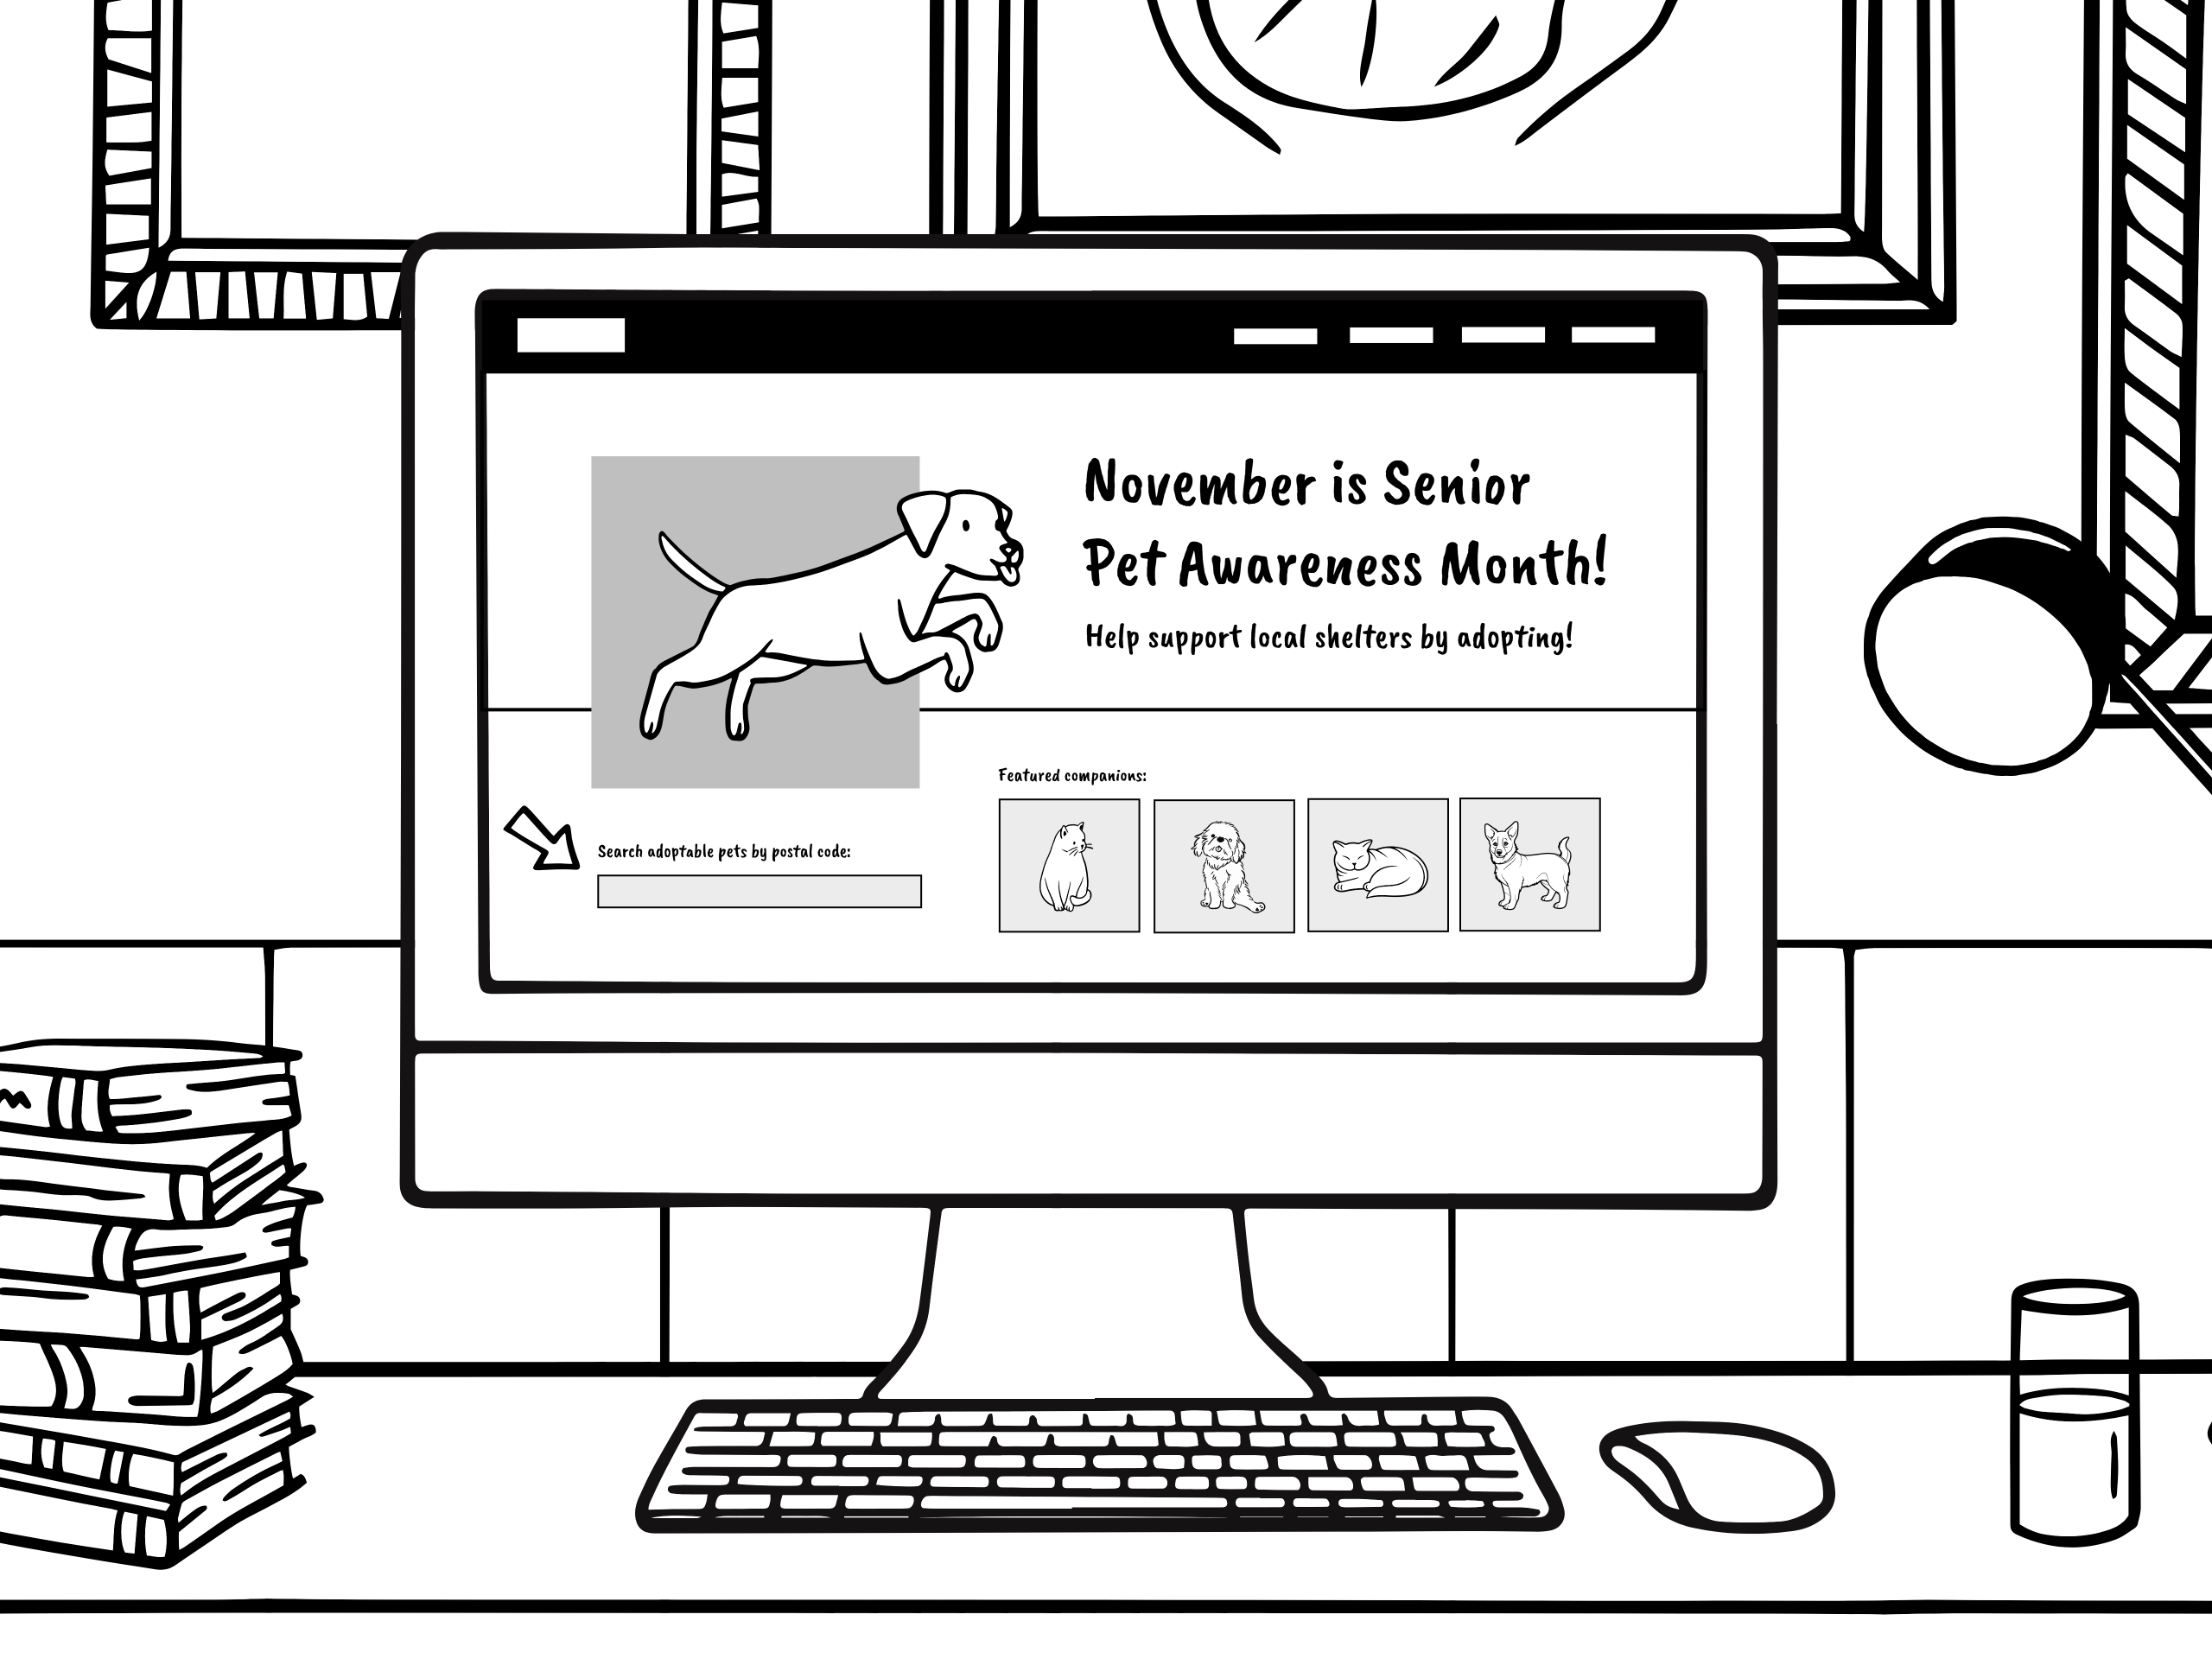 November is Senior
Pet Awareness Month!
Help support local shelters by adopting!
Featured companions:
Search adoptable pets by postal code: